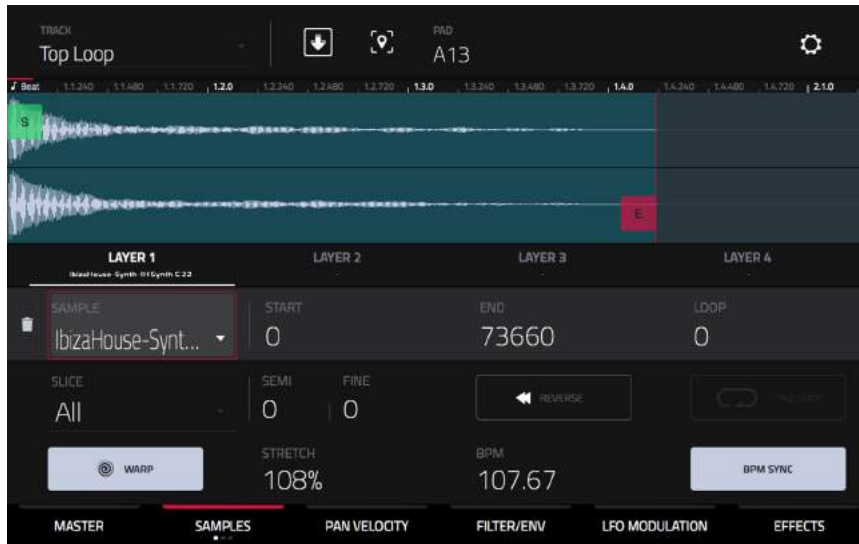 TRACK
Top Loop
PAD
A13
Beat 1.1.240 1.1.480 1.1.720 1.2.0 1.2.240 1.2.480 1.2.720 1.3.0 1.3.240 1.3.480 1.3.720 1.4.0 1.4.240 1.4.480 1.4.720 2.1.0
S
E
LAYER 1 LAYER 2 LAYER 3 LAYER 4
SAMPLE START END LOOP
IbizaHouse-Synt... 0 73660 0
SLICE SEMI FINE
All 0 0
REVERSE
WARP
STRETCH BPM
108% 107.67
BPM SYNC
MASTER SAMPLES PAN VELOCITY FILTER/ENV LFO MODULATION EFFECTS